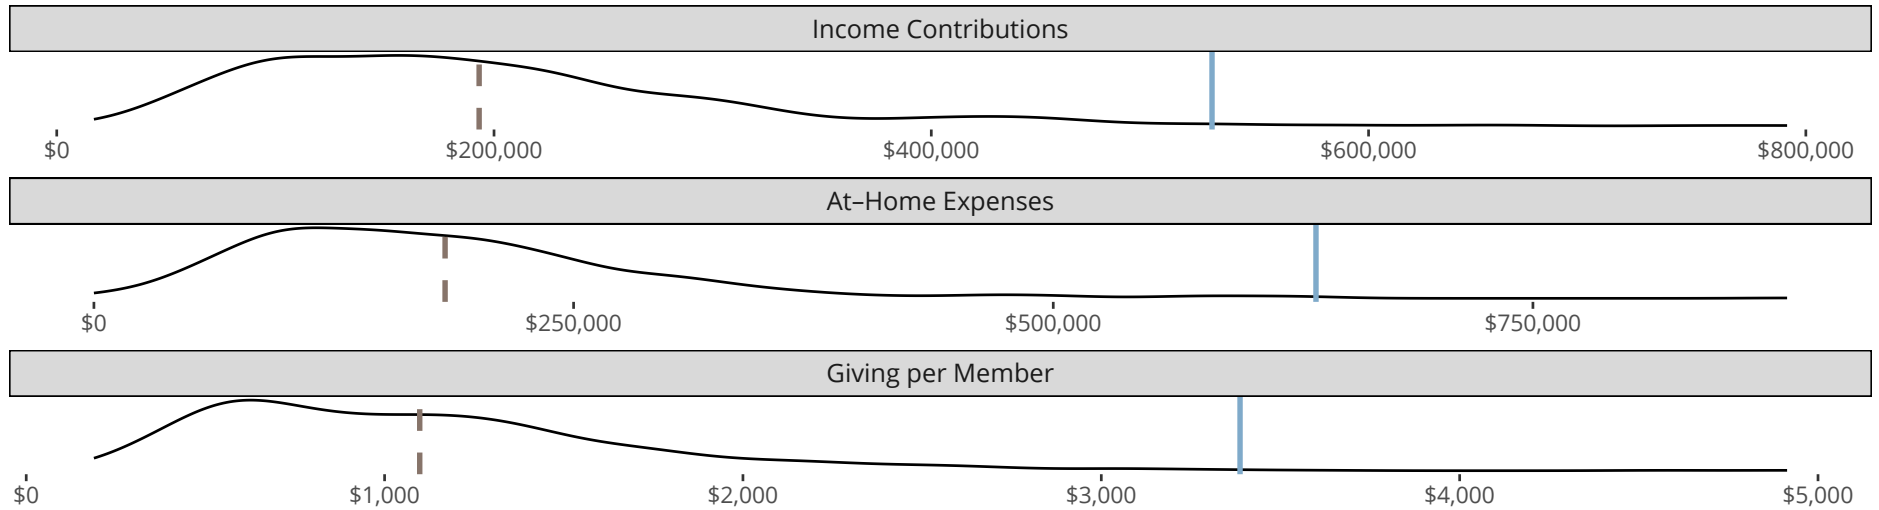 Income Contributions
$0 $200,000 $400,000 $600,000 $800,000
At–Home Expenses
$0 $250,000 $500,000 $750,000
Giving per Member
$0 $1,000 $2,000 $3,000 $4,000 $5,000